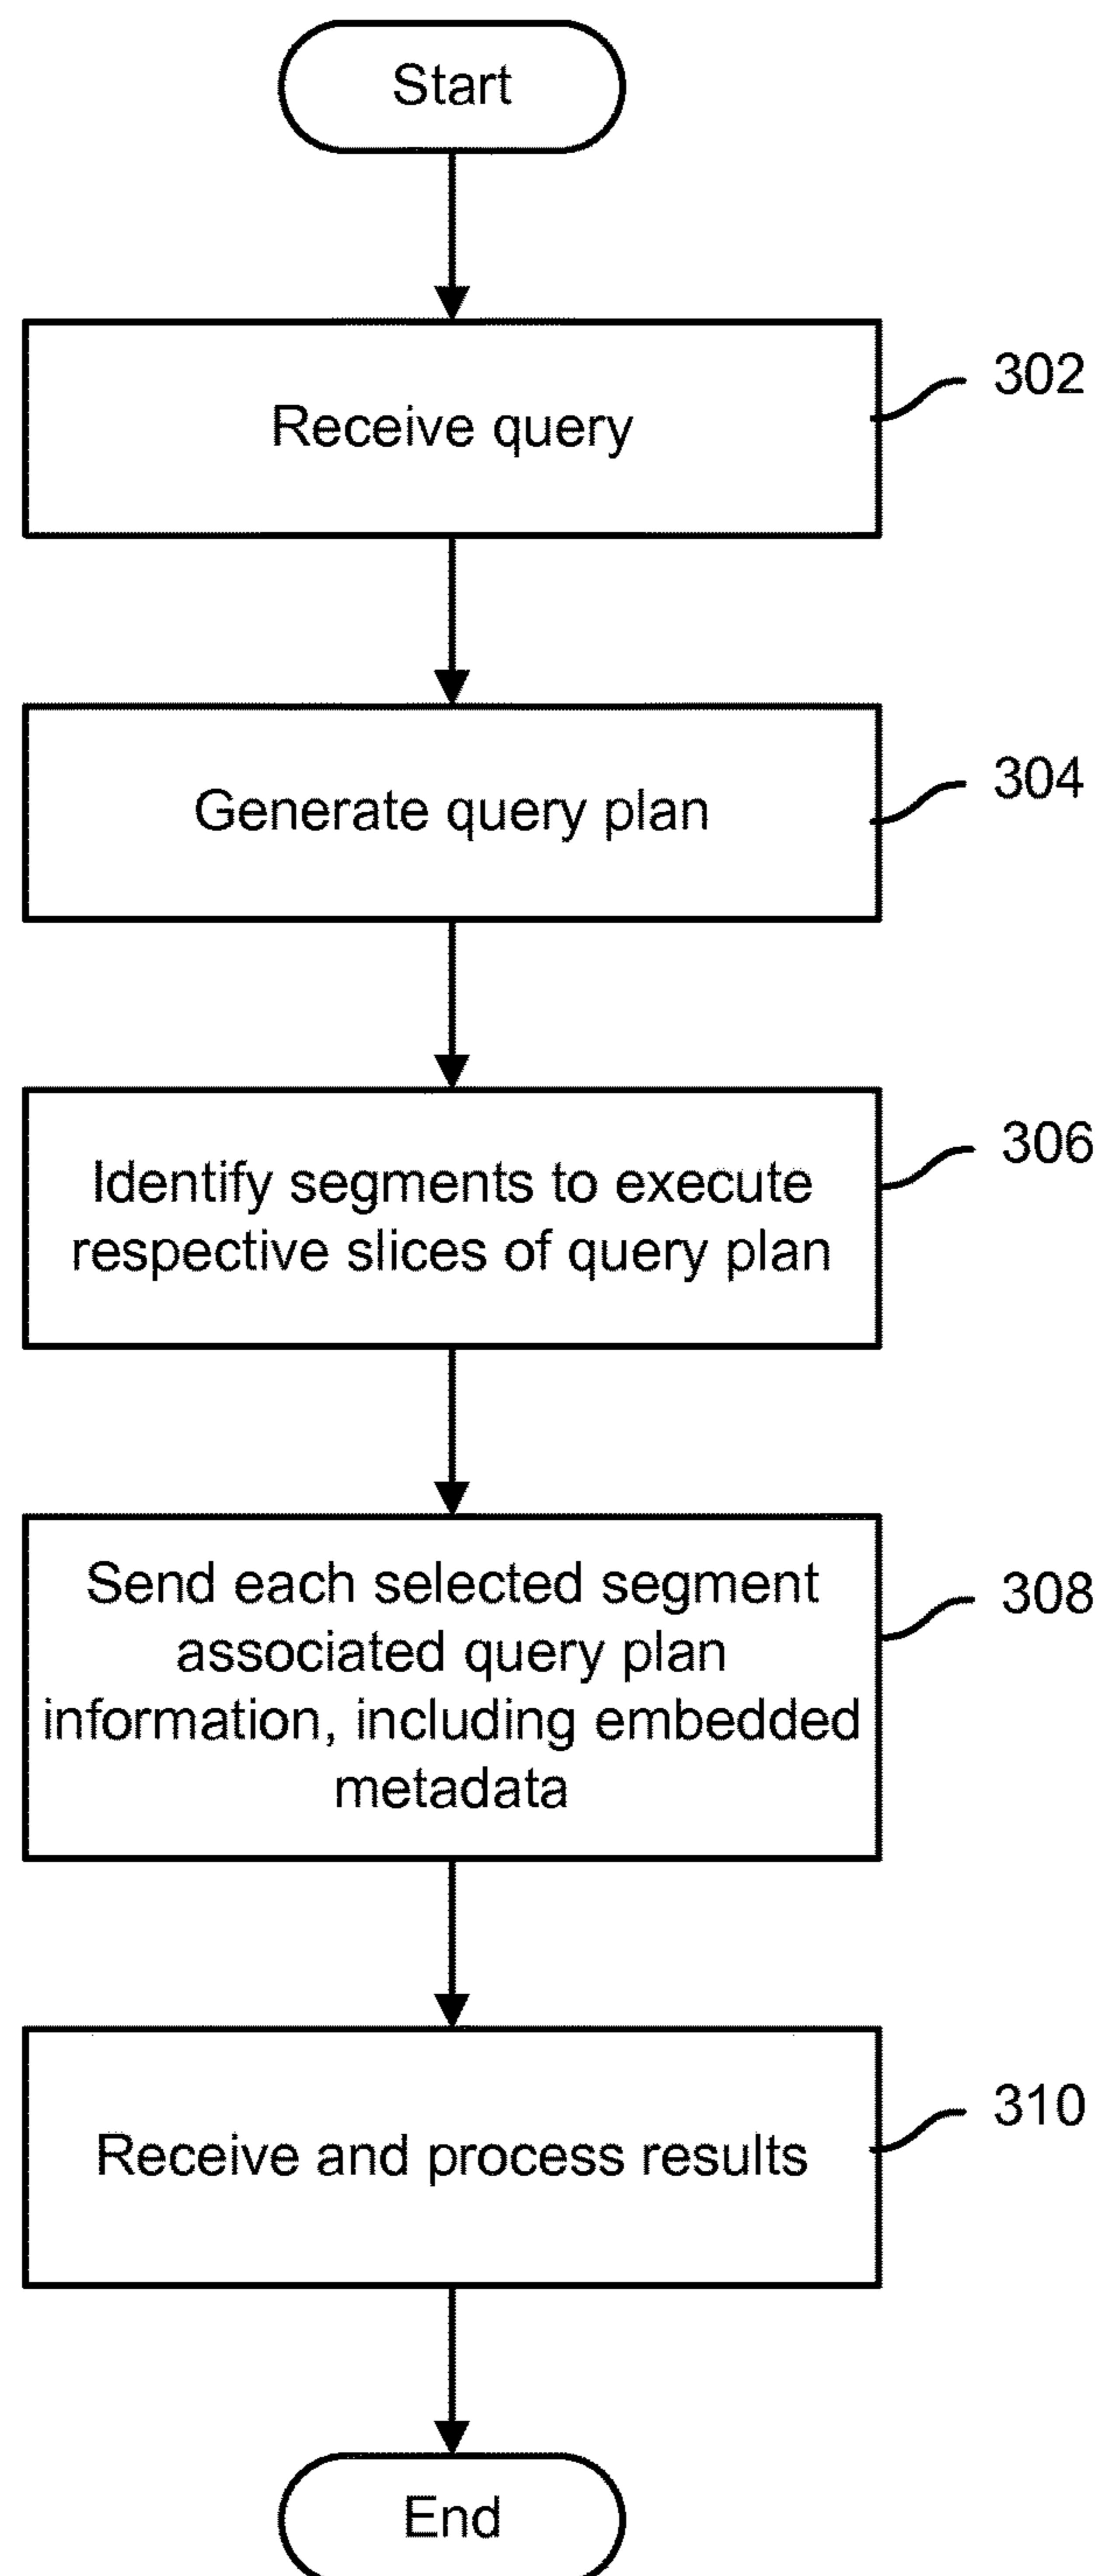 Start
Receive query
302
Generate query plan
304
Identify segments to execute
respective slices of query plan
306
Send each selected segment
associated query plan
information, including embedded
metadata
308
Receive and process results
310
End